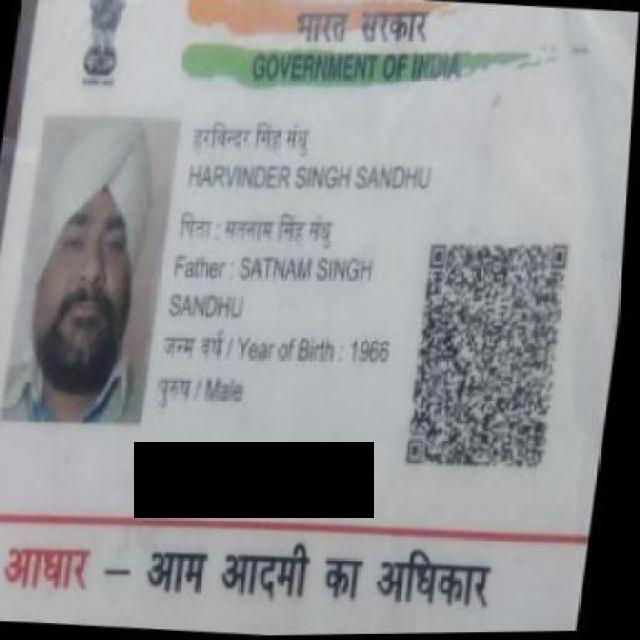 भारत सरकार
GOVERNMENT OF INDIA
हरविन्दर सिंह संधु
HARVINDER SINGH SANDHU
पिता : सतनाम सिंह संधु
Father : SATNAM SINGH
SANDHU
जन्म वर्ष / Year of Birth : 1966
पुरुष / Male
आधार – आम आदमी का अधिकार